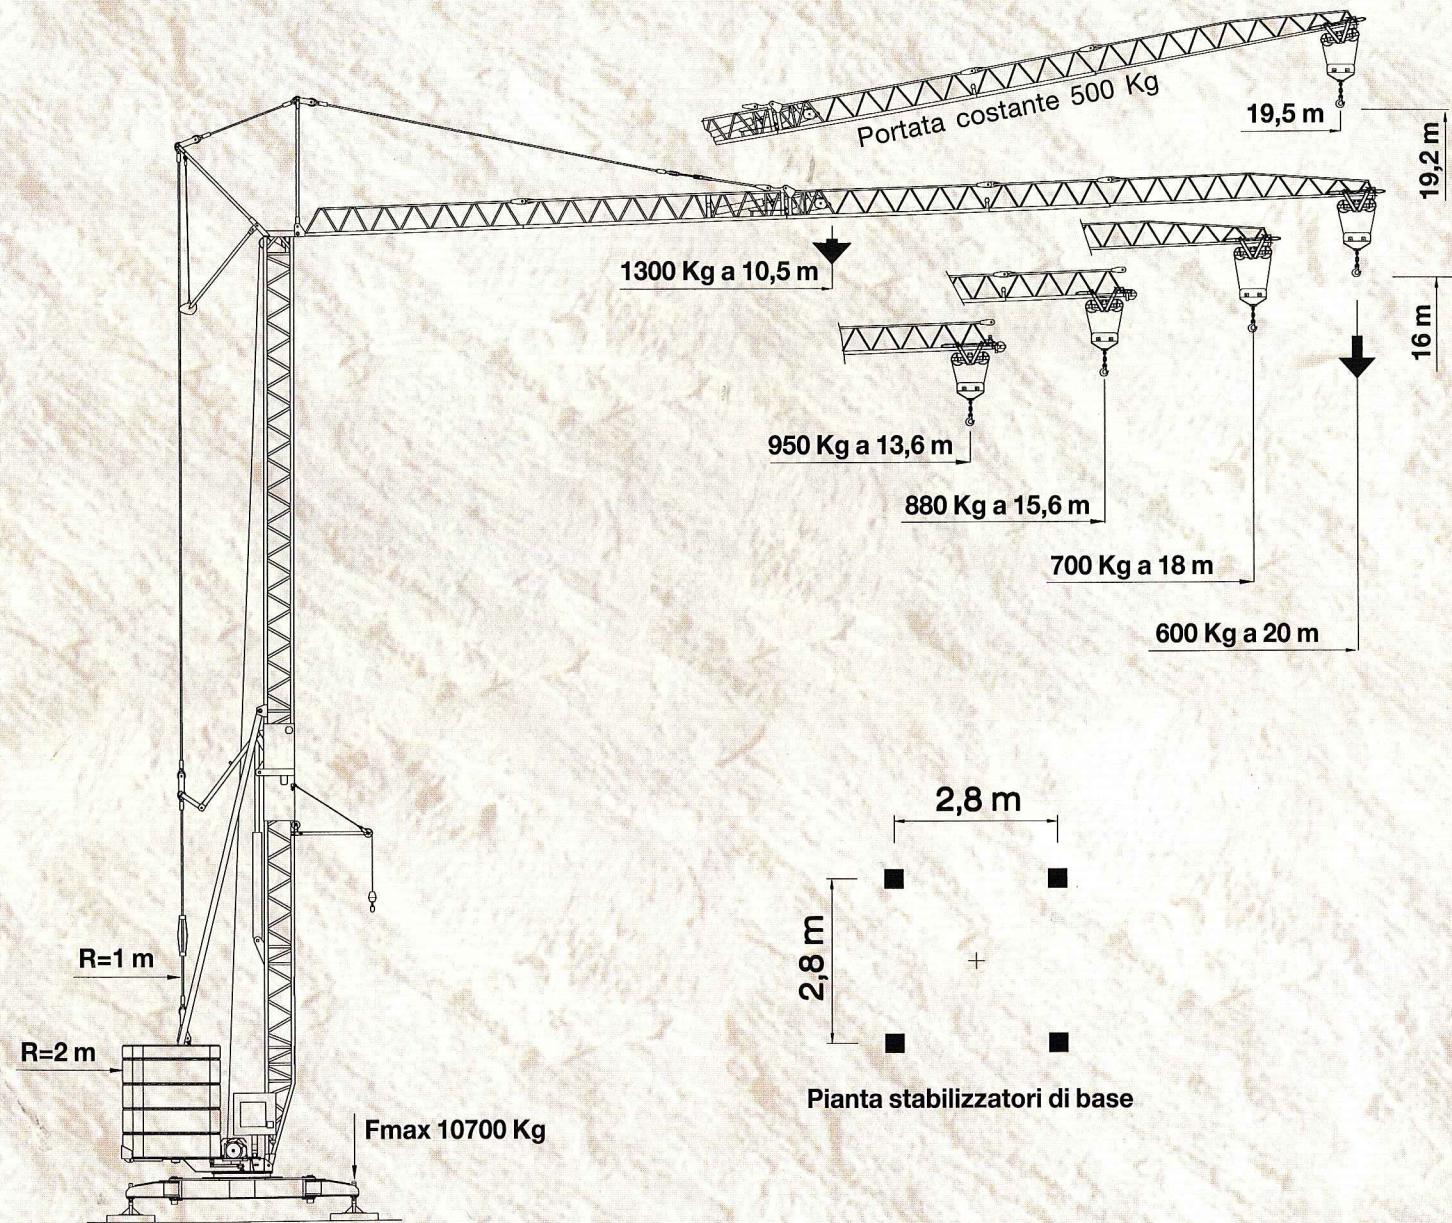 Portata costante 500 Kg
19,5 m
19,2 m
1300 Kg a 10,5 m
16 m
950 Kg a 13,6 m
880 Kg a 15,6 m
700 Kg a 18 m
600 Kg a 20 m
2,8 m
2,8 m
R=1 m
R=2 m
Pianta stabilizzatori di base
Fmax 10700 Kg